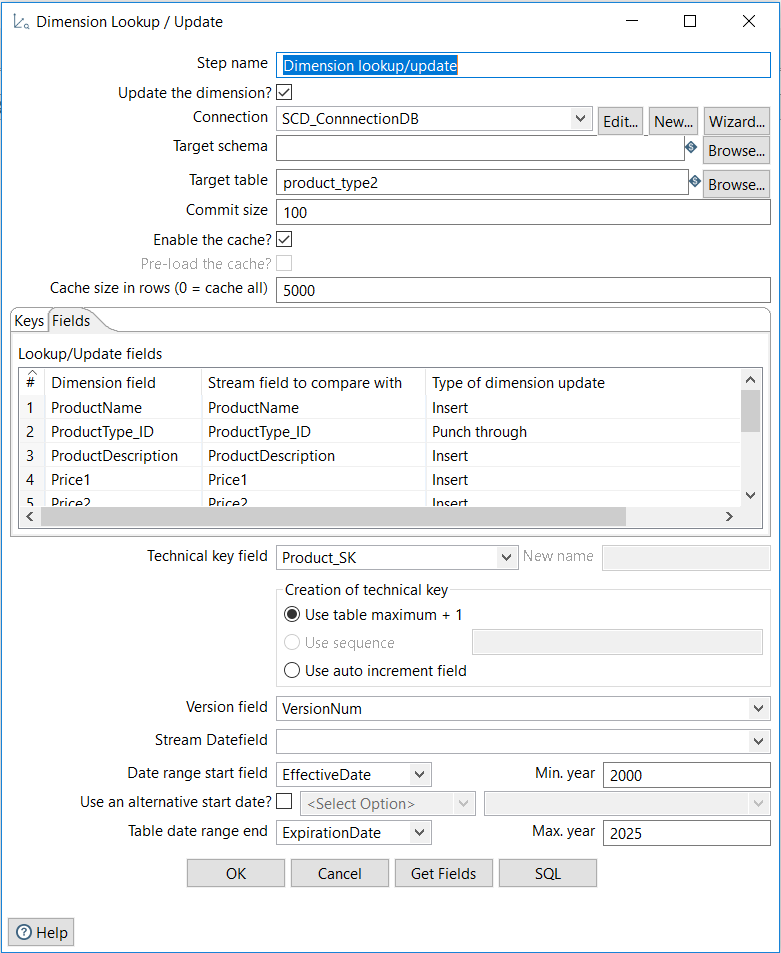 Dimension Lookup / Update
Step name Dimension lookup/update
Update the dimension?
Connection SCD_ConnnectionDB Edit... New... Wizard...
Target schema Browse...
Target table product_type2 Browse...
Commit size 100
Enable the cache?
Pre-load the cache?
Cache size in rows (0 = cache all) 5000
Keys Fields
Lookup/Update fields
# Dimension field Stream field to compare with Type of dimension update
1 ProductName ProductName Insert
2 ProductType_ID ProductType_ID Punch through
3 ProductDescription ProductDescription Insert
4 Price1 Price1 Insert
5 Price2 Price2 Insert
Technical key field Product_SK New name
Creation of technical key
Use table maximum + 1
Use sequence
Use auto increment field
Version field VersionNum
Stream Datefield
Date range start field EffectiveDate Min. year 2000
Use an alternative start date? <Select Option>
Table date range end ExpirationDate Max. year 2025
OK Cancel Get Fields SQL
Help